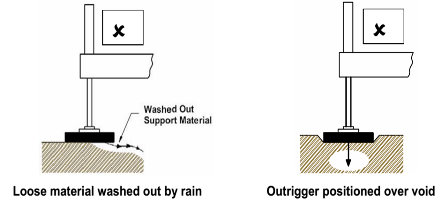 x
x
Washed Out
Support Material
Loose material washed out by rain
Outrigger positioned over void